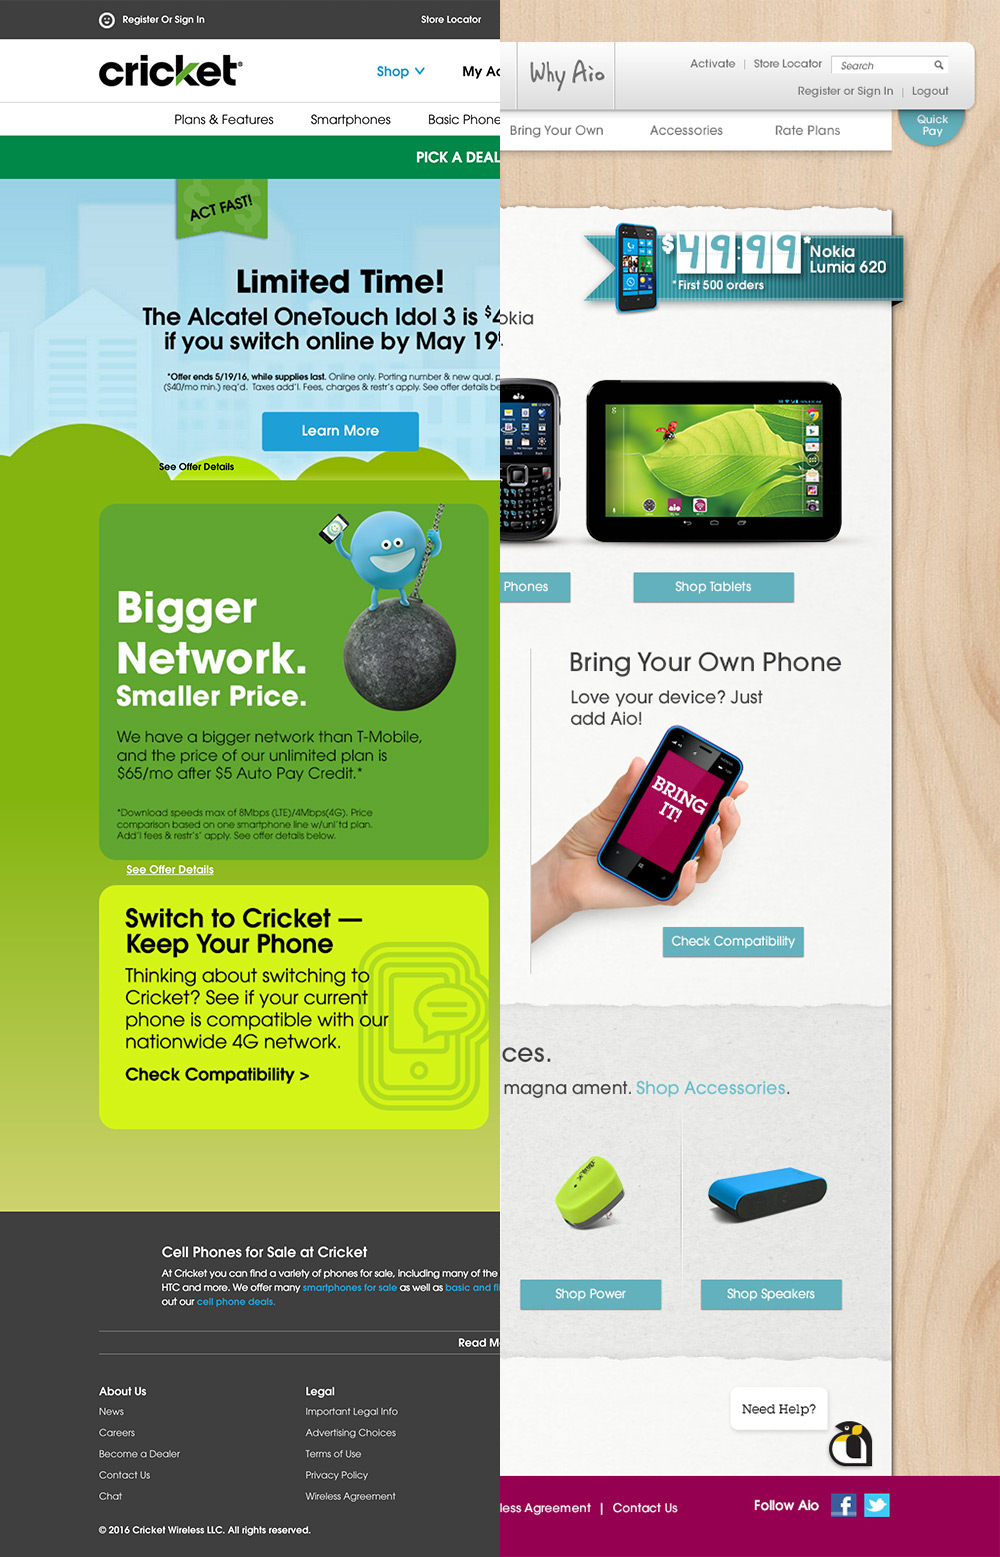 Register Or Sign In
Store Locator
cricket
Shop
My Ac
Plans & Features
Smartphones
Basic Phone
PICK A DEAL
ACT FAST!
Limited Time!
The Alcatel OneTouch Idol 3 is $4
if you switch online by May 19
*Offer ends 5/19/16, while supplies last. Online only. Porting number & new qual. p
($40/mo min.) req'd. Taxes add'l. Fees, charges & restr's apply. See offer details be
Learn More
See Offer Details
Bigger
Network.
Smaller Price.
We have a bigger network than T-Mobile,
and the price of our unlimited plan is
$65/mo after $5 Auto Pay Credit.*
*Download speeds max of 8Mbps (LTE)/4Mbps(4G). Price
comparison based on one smartphone line w/unl'td plan.
Add'l fees & restr's' apply. See offer details below.
See Offer Details
Switch to Cricket —
Keep Your Phone
Thinking about switching to
Cricket? See if your current
phone is compatible with our
nationwide 4G network.
Check Compatibility >
Cell Phones for Sale at Cricket
At Cricket you can find a variety of phones for sale, including many of the
HTC and more. We offer many smartphones for sale as well as basic and fl
out our cell phone deals.
Read M
About Us
News
Careers
Become a Dealer
Contact Us
Chat
Legal
Important Legal Info
Advertising Choices
Terms of Use
Privacy Policy
Wireless Agreement
© 2016 Cricket Wireless LLC. All rights reserved.
Why Aio
Activate | Store Locator
Search
Register or Sign In | Logout
Quick
Pay
Bring Your Own
Accessories
Rate Plans
$49.99*
Nokia
Lumia 620
*First 500 orders
okia
aio
Phones
Shop Tablets
Bring Your Own Phone
Love your device? Just
add Aio!
BRING
IT!
Check Compatibility
ces.
magna ament. Shop Accessories.
Shop Power
Shop Speakers
Need Help?
less Agreement | Contact Us
Follow Aio